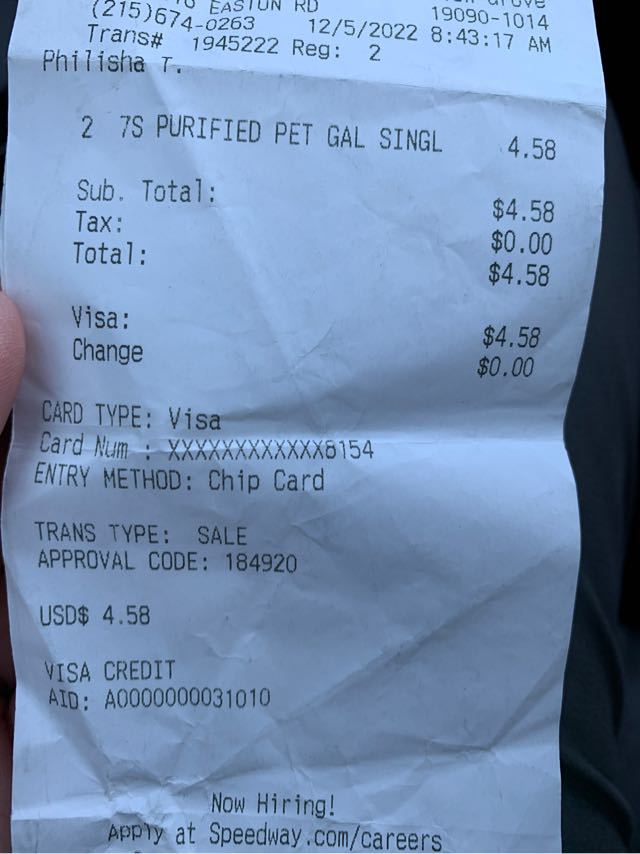 EASTON RD
19090-1014
(215)674-0263 12/5/2022 8:43:17 AM
Trans# 1945222 Reg: 2
Philisha T.
2 7S PURIFIED PET GAL SINGL 4.58
Sub. Total: $4.58
Tax: $0.00
Total: $4.58
Visa: $4.58
Change $0.00
CARD TYPE: Visa
Card Num : XXXXXXXXXXXX8154
ENTRY METHOD: Chip Card
TRANS TYPE: SALE
APPROVAL CODE: 184920
USD$ 4.58
VISA CREDIT
AID: A0000000031010
Now Hiring!
Apply at Speedway.com/careers